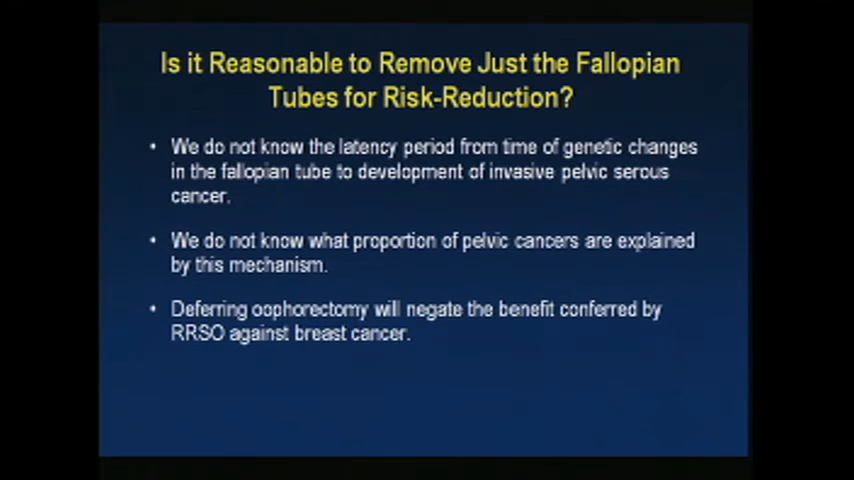 Is it Reasonable to Remove Just the Fallopian
Tubes for Risk-Reduction?
• We do not know the latency period from time of genetic changes
in the fallopian tube to development of invasive pelvic serous
cancer.
• We do not know what proportion of pelvic cancers are explained
by this mechanism.
• Deferring oophorectomy will negate the benefit conferred by
RRSO against breast cancer.